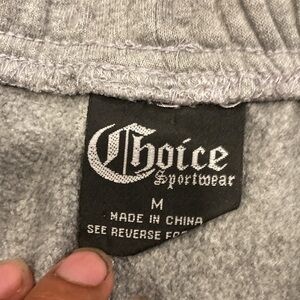 Choice
Sportwear
M
MADE IN CHINA
SEE REVERSE